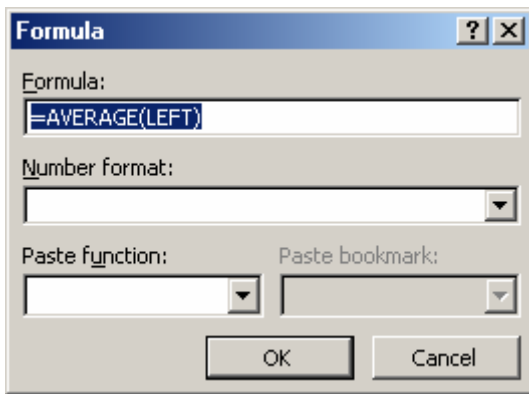 Formula
Formula:
=AVERAGE(LEFT)
Number format:
Paste function: Paste bookmark:
OK Cancel